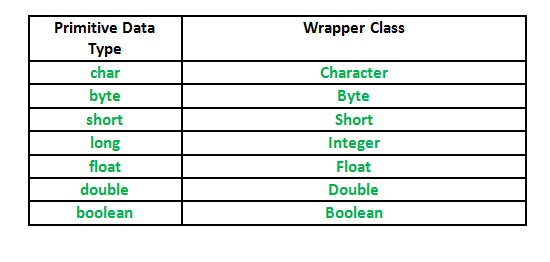 Primitive Data Type Wrapper Class
char Character
byte Byte
short Short
long Integer
float Float
double Double
boolean Boolean